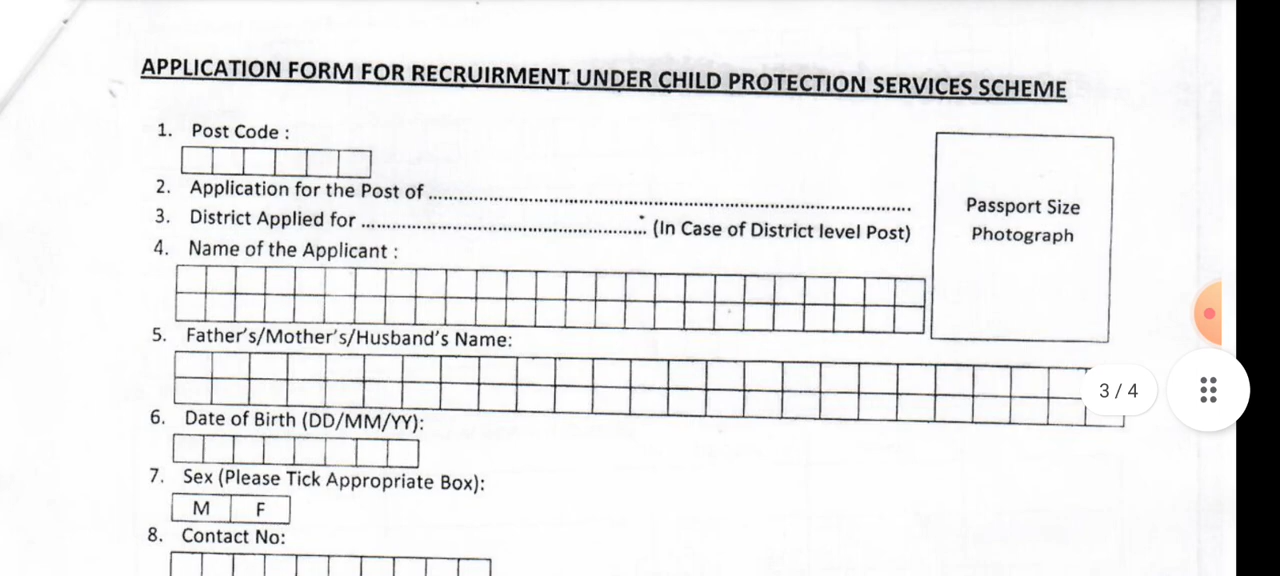 APPLICATION FORM FOR RECRUIRMENT UNDER CHILD PROTECTION SERVICES SCHEME
1. Post Code :
2. Application for the Post of ................................................................................
3. District Applied for .................................................. (In Case of District level Post)
Passport Size
Photograph
4. Name of the Applicant :
5. Father's/Mother's/Husband's Name:
3 / 4
6. Date of Birth (DD/MM/YY):
7. Sex (Please Tick Appropriate Box):
M F
8. Contact No: